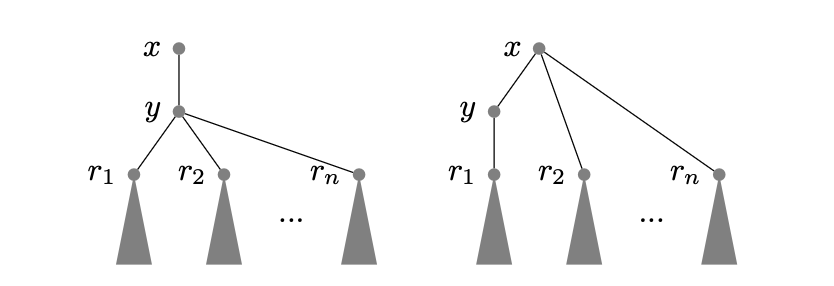 x x
y y
r₁ r₂ rₙ r₁ r₂ rₙ
... ...